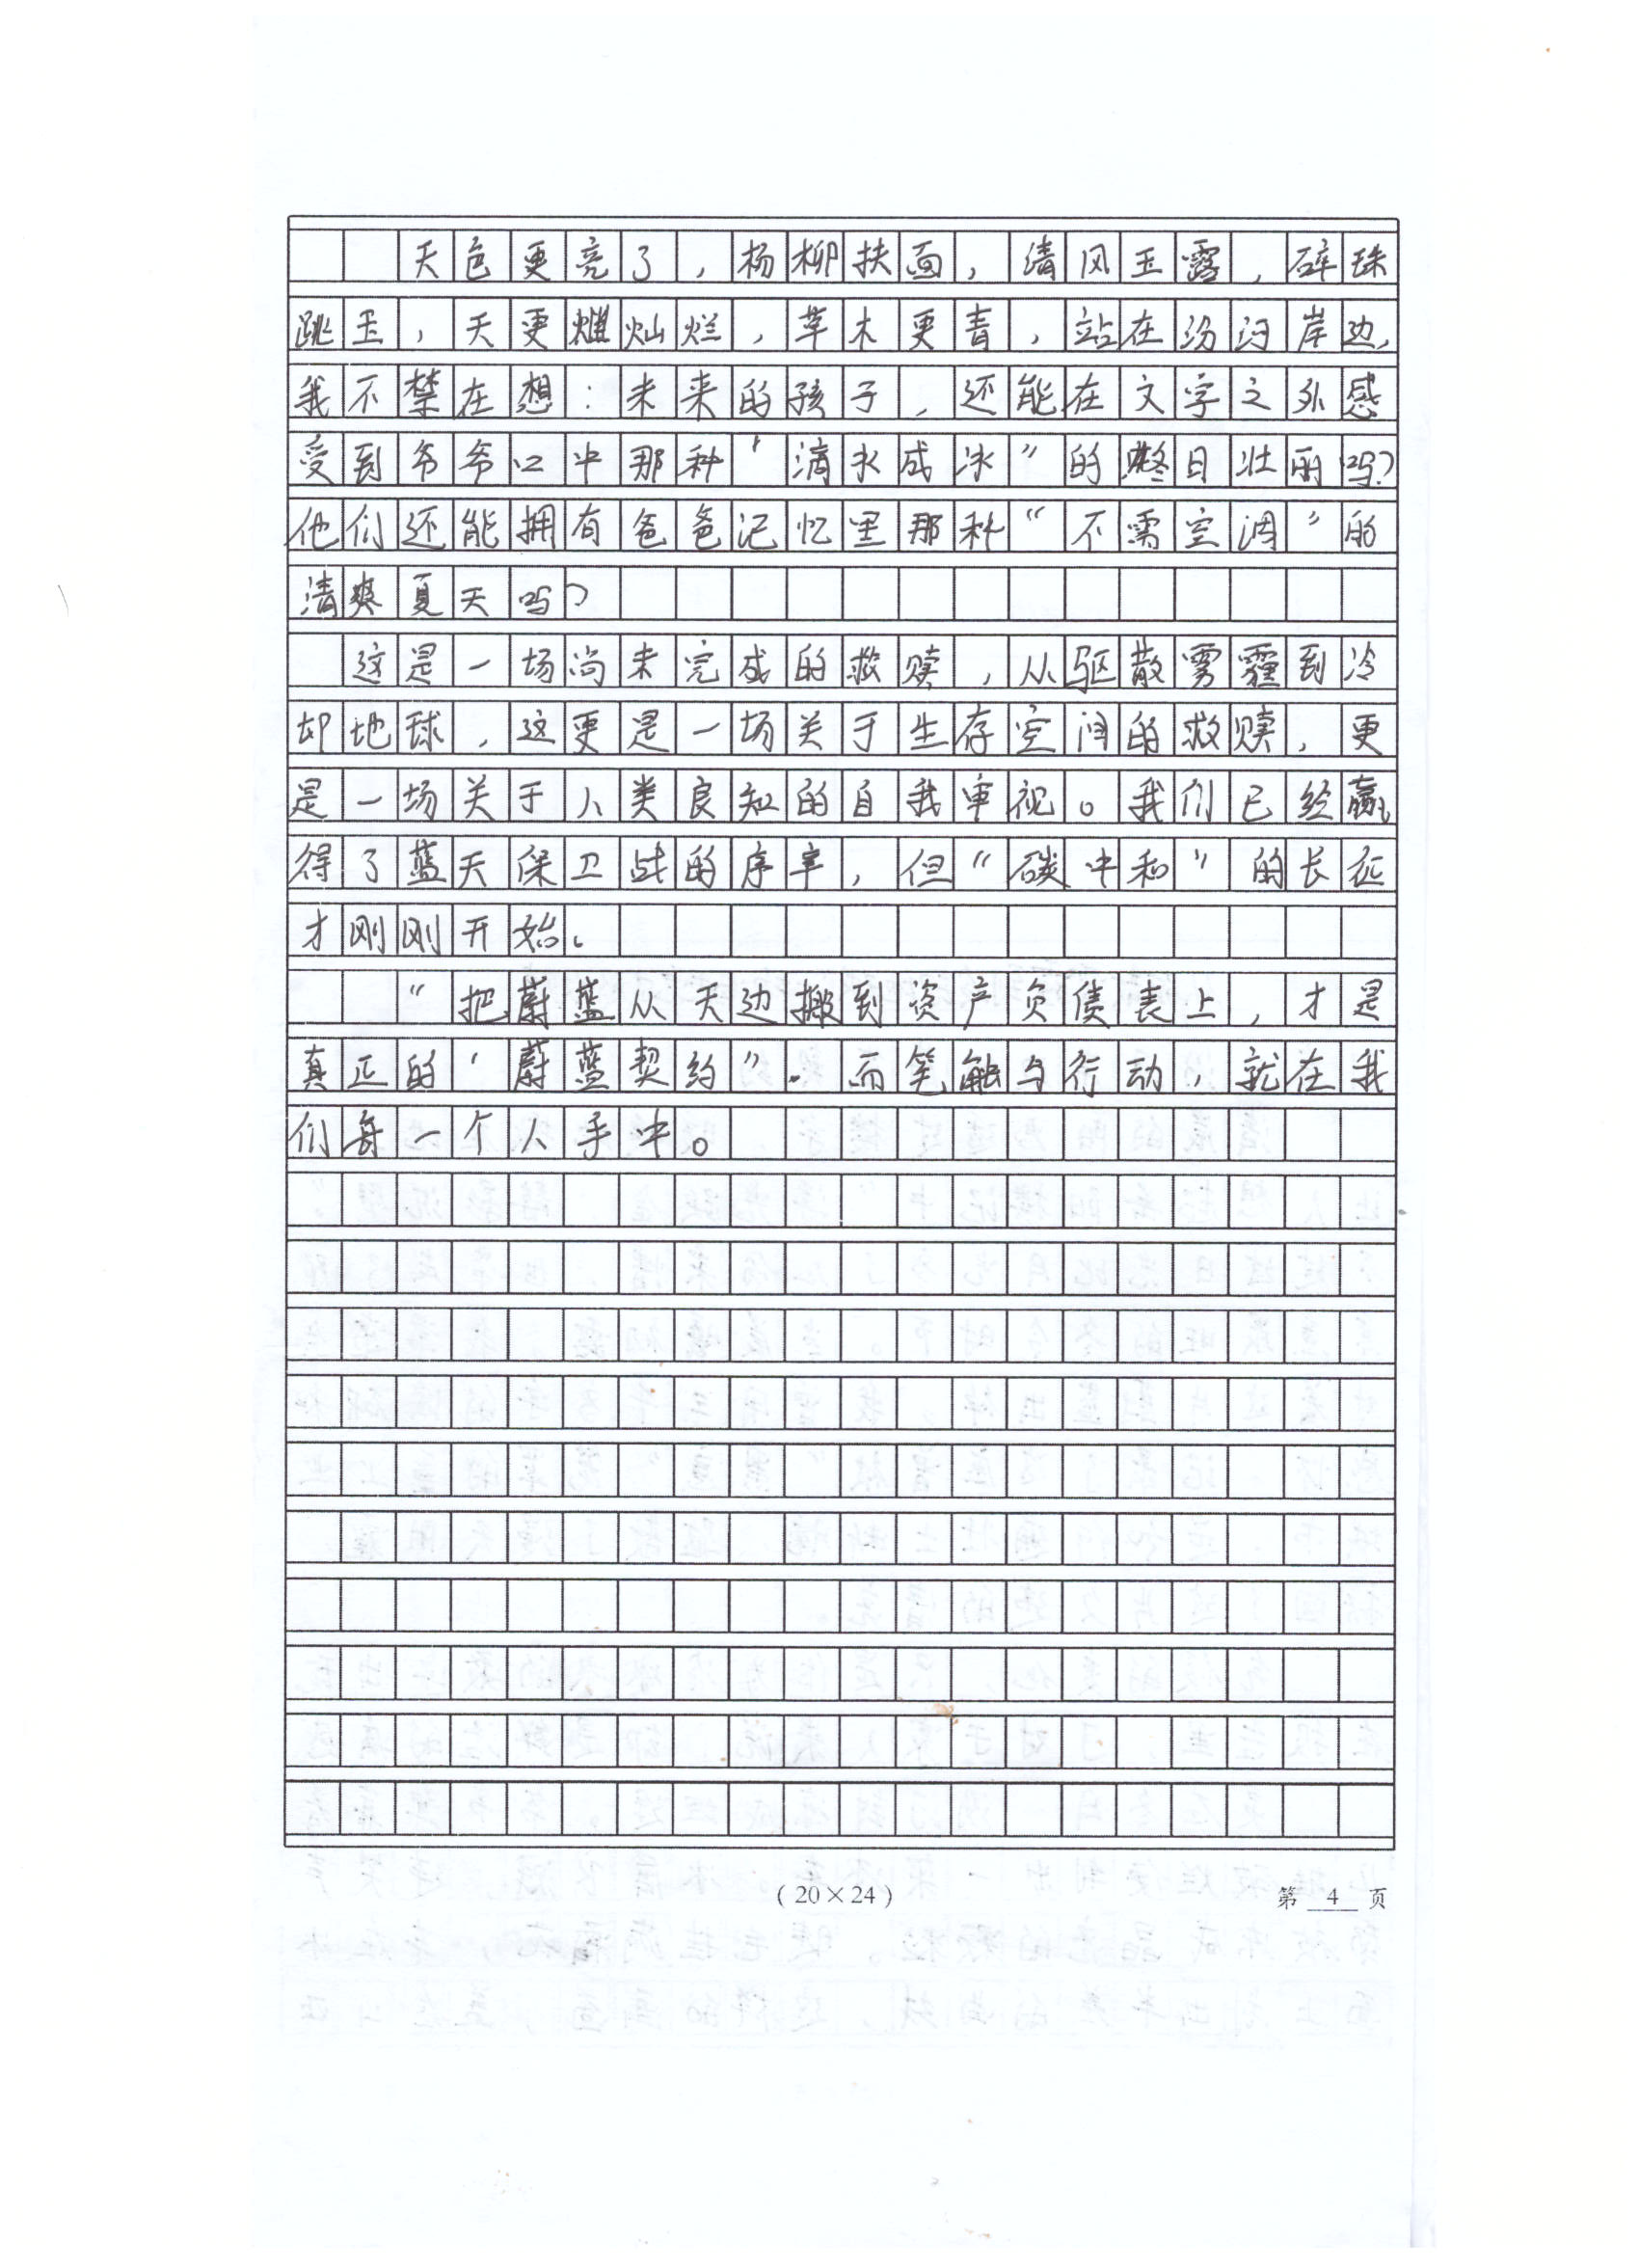 天色更亮了，杨柳扶面，清风玉露，碎珠
跳玉，天更灿烂，草木更青，站在汾河岸边，
我不禁在想：未来的孩子，还能在文字之外感
受到爷爷口中那种'滴水成冰"的冬日壮丽吗？
他们还能拥有爸爸记忆里那种"不需空调"的
清爽夏天吗？
这是一场尚未完成的救赎，从驱散雾霾到冷
却地球，这更是一场关于生存空间的救赎，更
是一场关于人类良知的自我审视。我们已经赢
得了蓝天保卫战的序章，但"碳中和"的长征
才刚刚开始。
"把蔚蓝从天边搬到资产负债表上，才是
真正的'蔚蓝契约"．而笔触与行动，就在我
们每一个人手中。
(20×24)
第 4 页